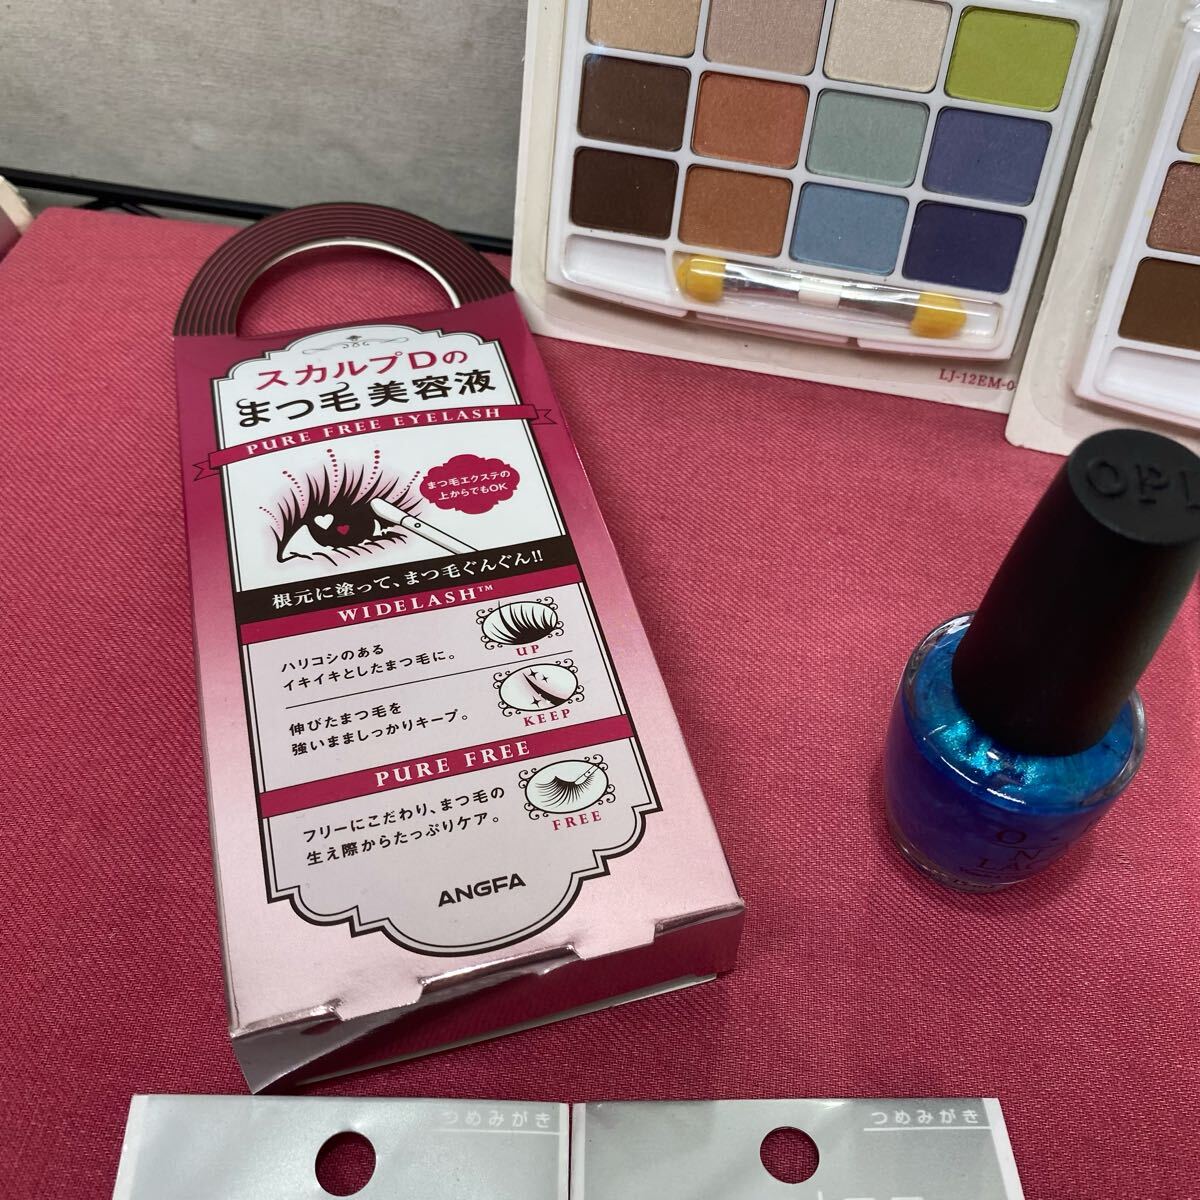 スカルプDの
まつ毛美容液
PURE FREE EYELASH
まつ毛エクステの
上からでもOK
根元に塗って、まつ毛ぐんぐん!!
WIDELASH™
ハリコシのある
イキイキとしたまつ毛に。
UP
伸びたまつ毛を
強いまましっかりキープ。
KEEP
PURE FREE
フリーにこだわり、まつ毛の
生え際からたっぷりケア。
FREE
ANGFA
LJ-12EM-0
OPI
つめみがき
つめみがき